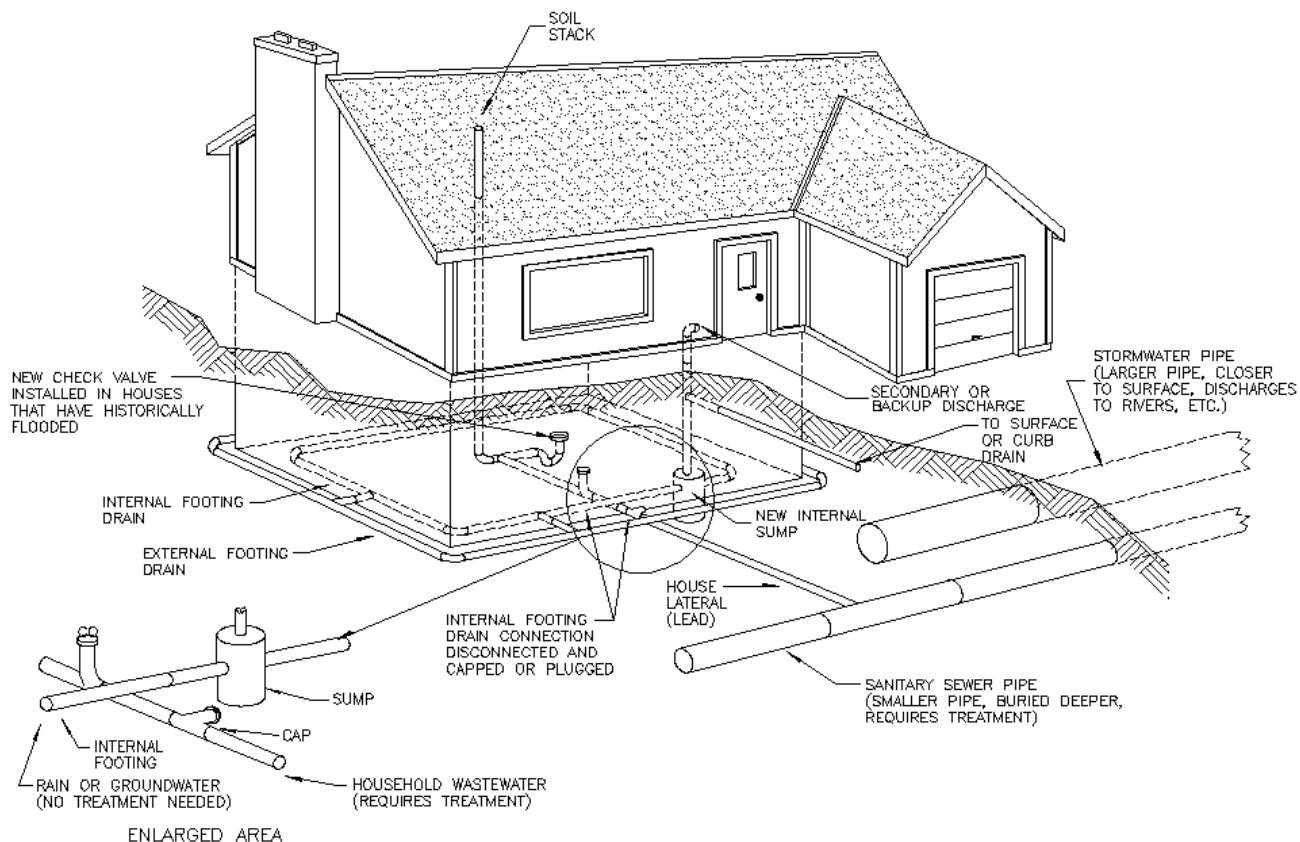 SOIL
STACK
NEW CHECK VALVE
INSTALLED IN HOUSES
THAT HAVE HISTORICALLY
FLOODED
STORMWATER PIPE
(LARGER PIPE, CLOSER
TO SURFACE, DISCHARGES
TO RIVERS, ETC.)
SECONDARY OR
BACKUP DISCHARGE
TO SURFACE
OR CURB
DRAIN
INTERNAL FOOTING
DRAIN
EXTERNAL FOOTING
DRAIN
NEW INTERNAL
SUMP
HOUSE
LATERAL
(LEAD)
INTERNAL FOOTING
DRAIN CONNECTION
DISCONNECTED AND
CAPPED OR PLUGGED
SANITARY SEWER PIPE
(SMALLER PIPE, BURIED DEEPER,
REQUIRES TREATMENT)
SUMP
CAP
INTERNAL
FOOTING
RAIN OR GROUNDWATER
(NO TREATMENT NEEDED)
HOUSEHOLD WASTEWATER
(REQUIRES TREATMENT)
ENLARGED AREA